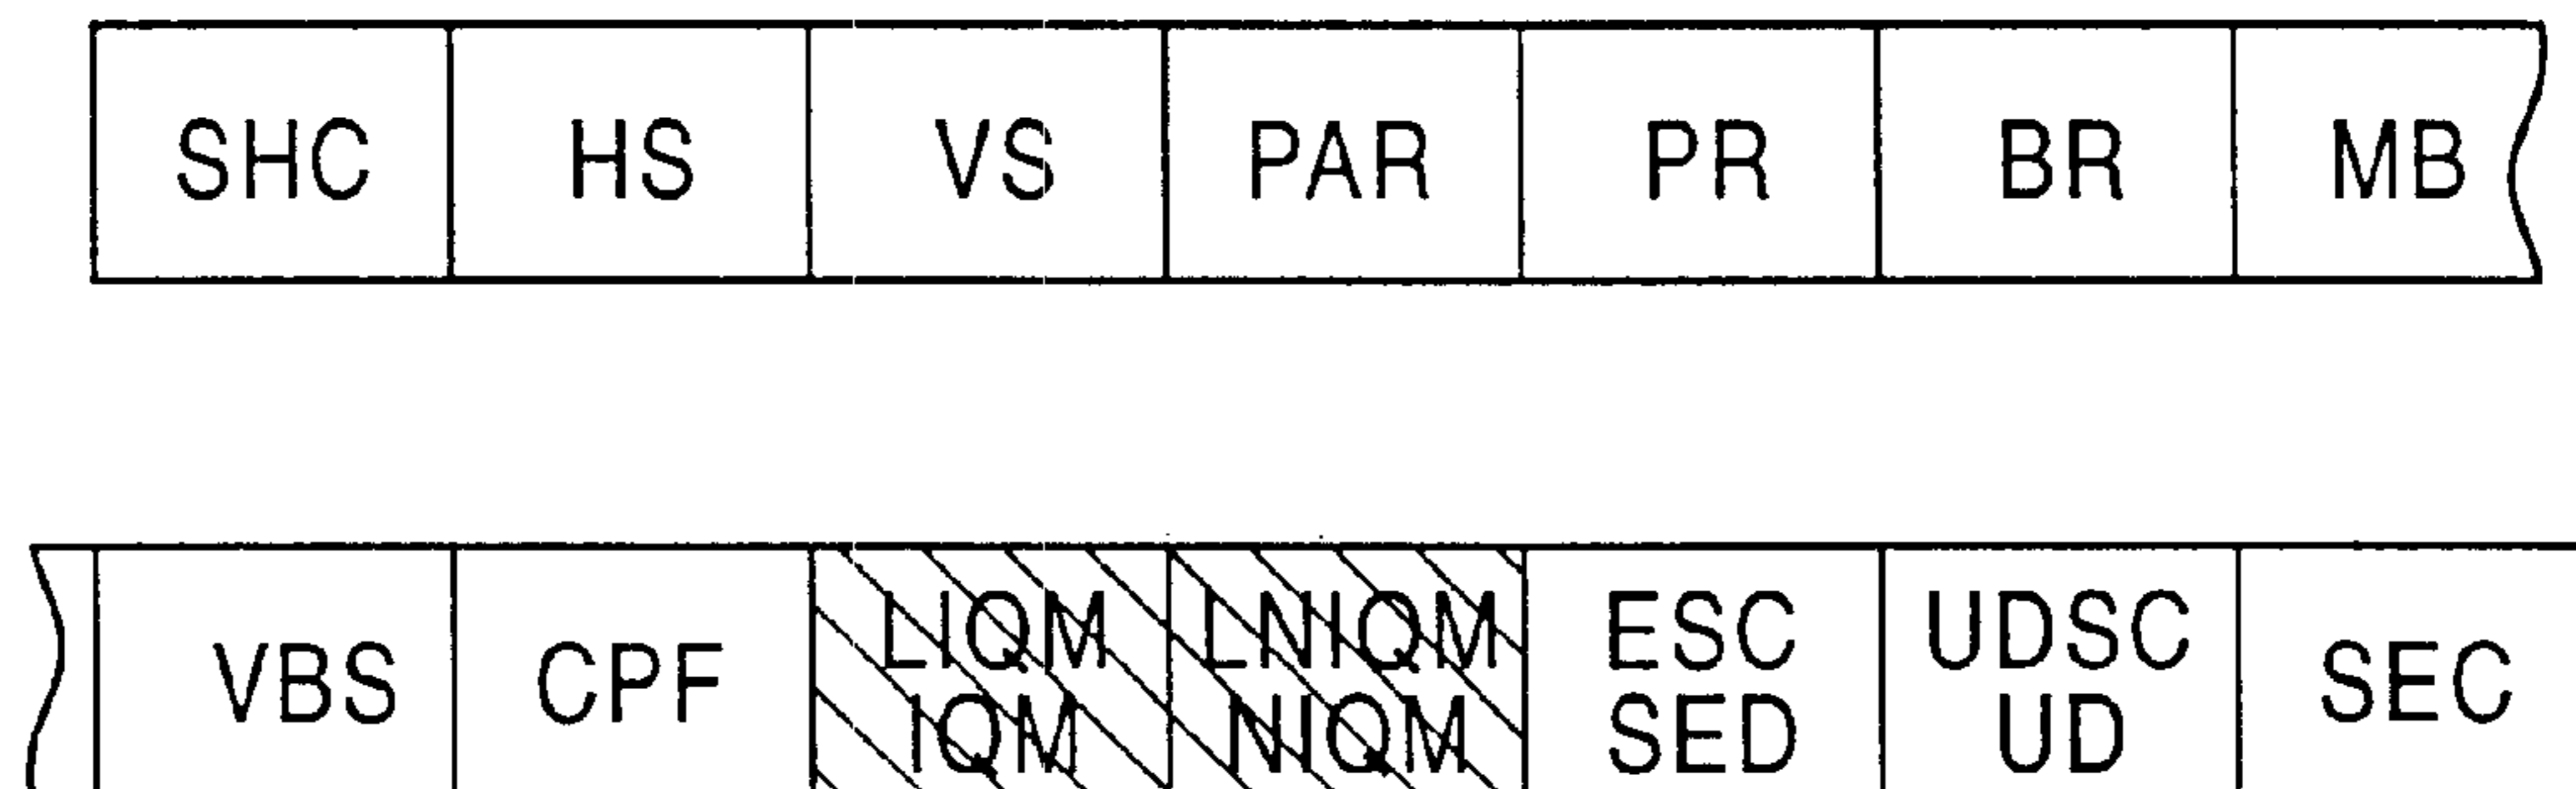 SHC HS VS PAR PR BR MB
VBS CPF LIQM IQM LNIQM NIQM ESC SED UDSC UD SEC